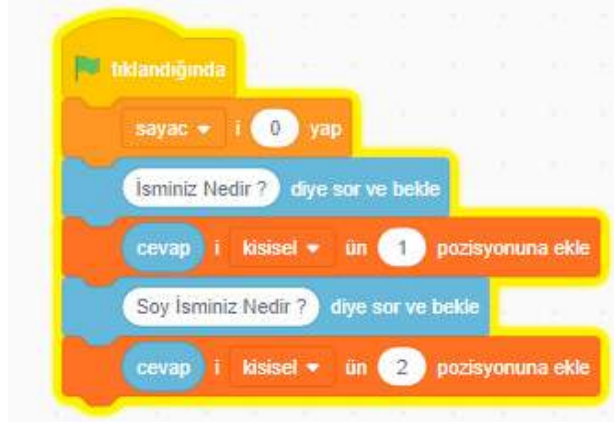 tıklandığında
sayac i 0 yap
İsminiz Nedir ? diye sor ve bekle
cevap i kisisel ün 1 pozisyonuna ekle
Soy İsminiz Nedir ? diye sor ve bekle
cevap i kisisel ün 2 pozisyonuna ekle